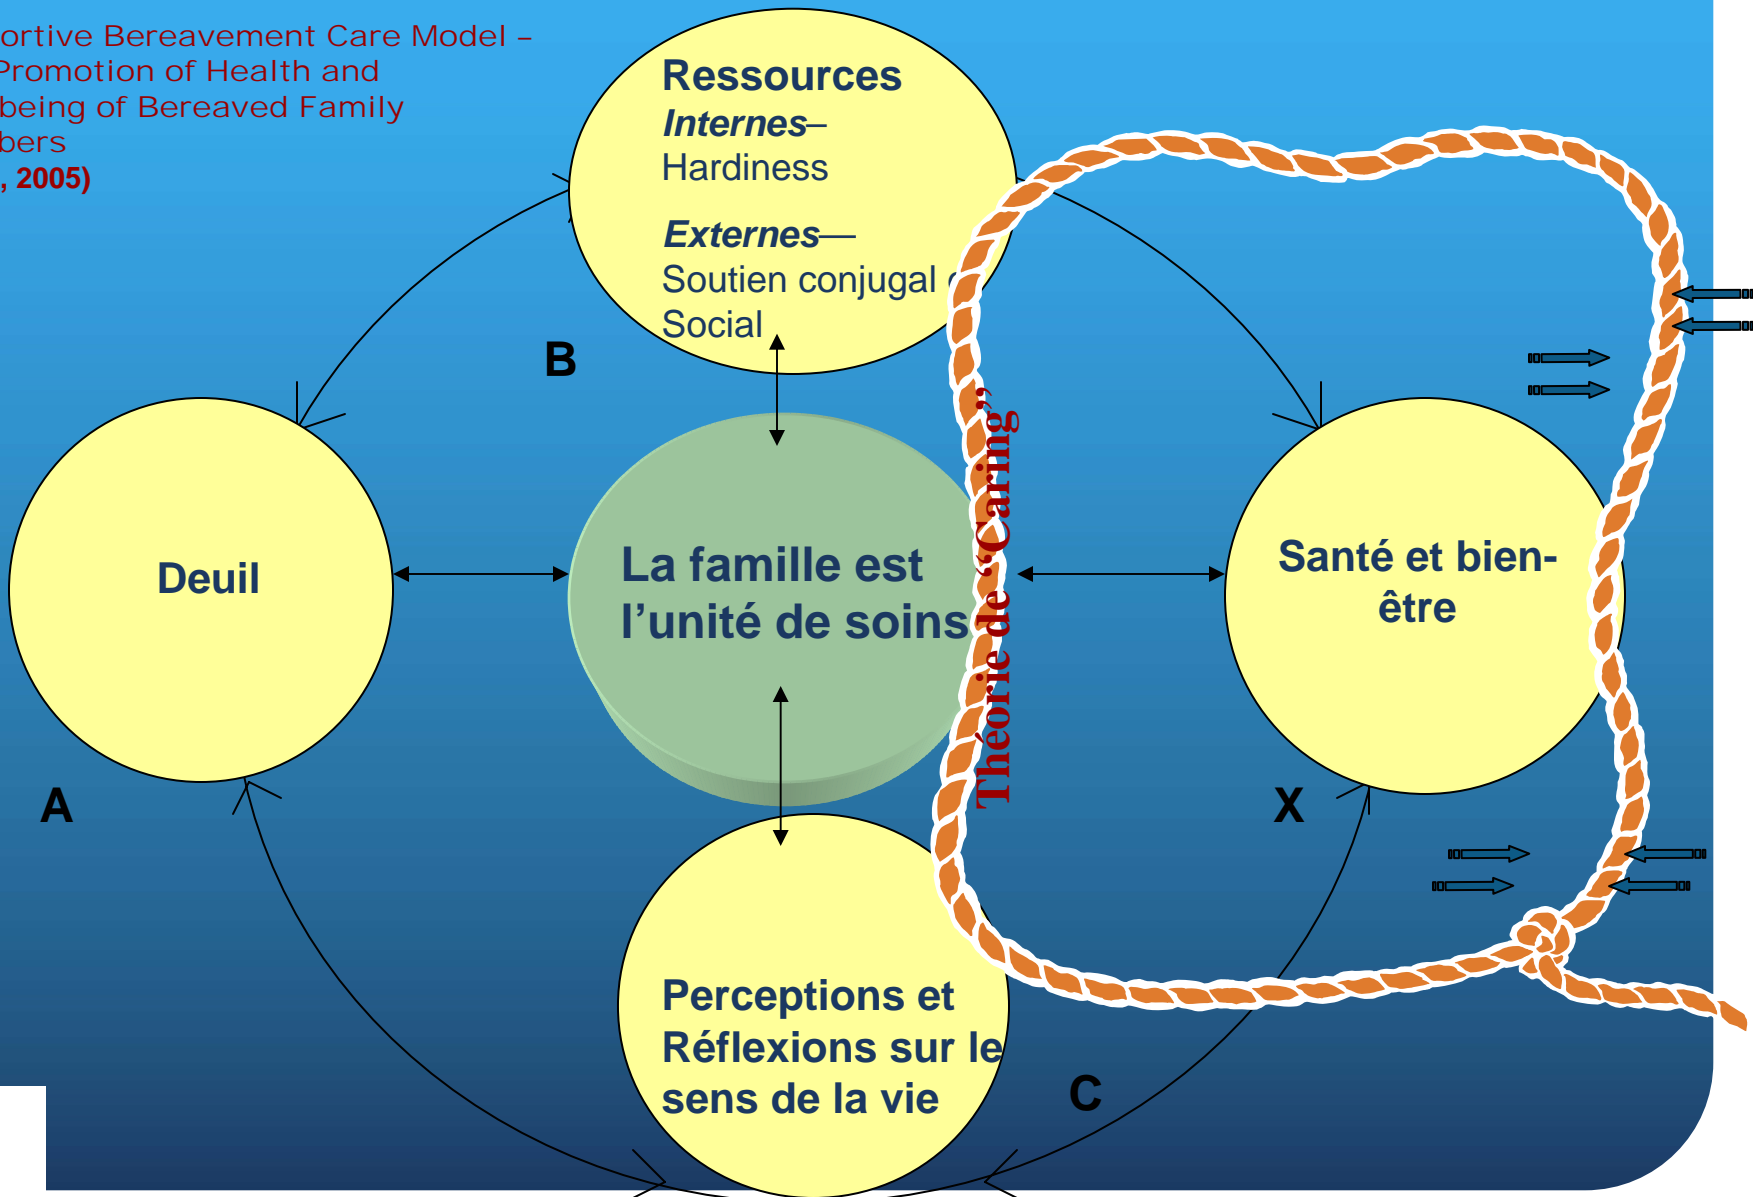 ortive Bereavement Care Model –
Promotion of Health and
being of Bereaved Family
bers
, 2005)
Ressources
Internes–
Hardiness
Externes—
Soutien conjugal
Social
B
Théorie de “Caring”
Deuil
La famille est
l’unité de soins
Santé et bien-
être
A
X
Perceptions et
Réflexions sur le
sens de la vie
C